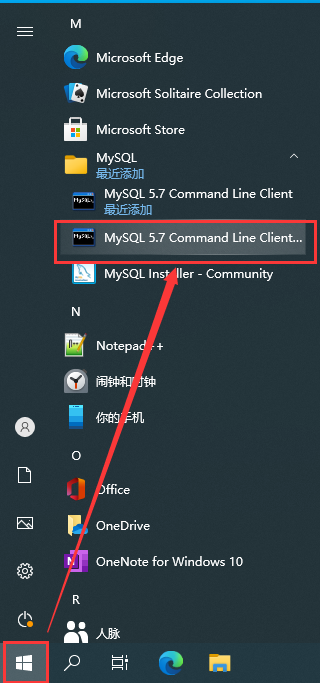 M
Microsoft Edge
Microsoft Solitaire Collection
Microsoft Store
MySQL
最近添加
MySQL 5.7 Command Line Client
最近添加
MySQL 5.7 Command Line Client...
MySQL Installer - Community
N
Notepad++
闹钟和时钟
你的手机
O
Office
OneDrive
OneNote for Windows 10
R
人脉